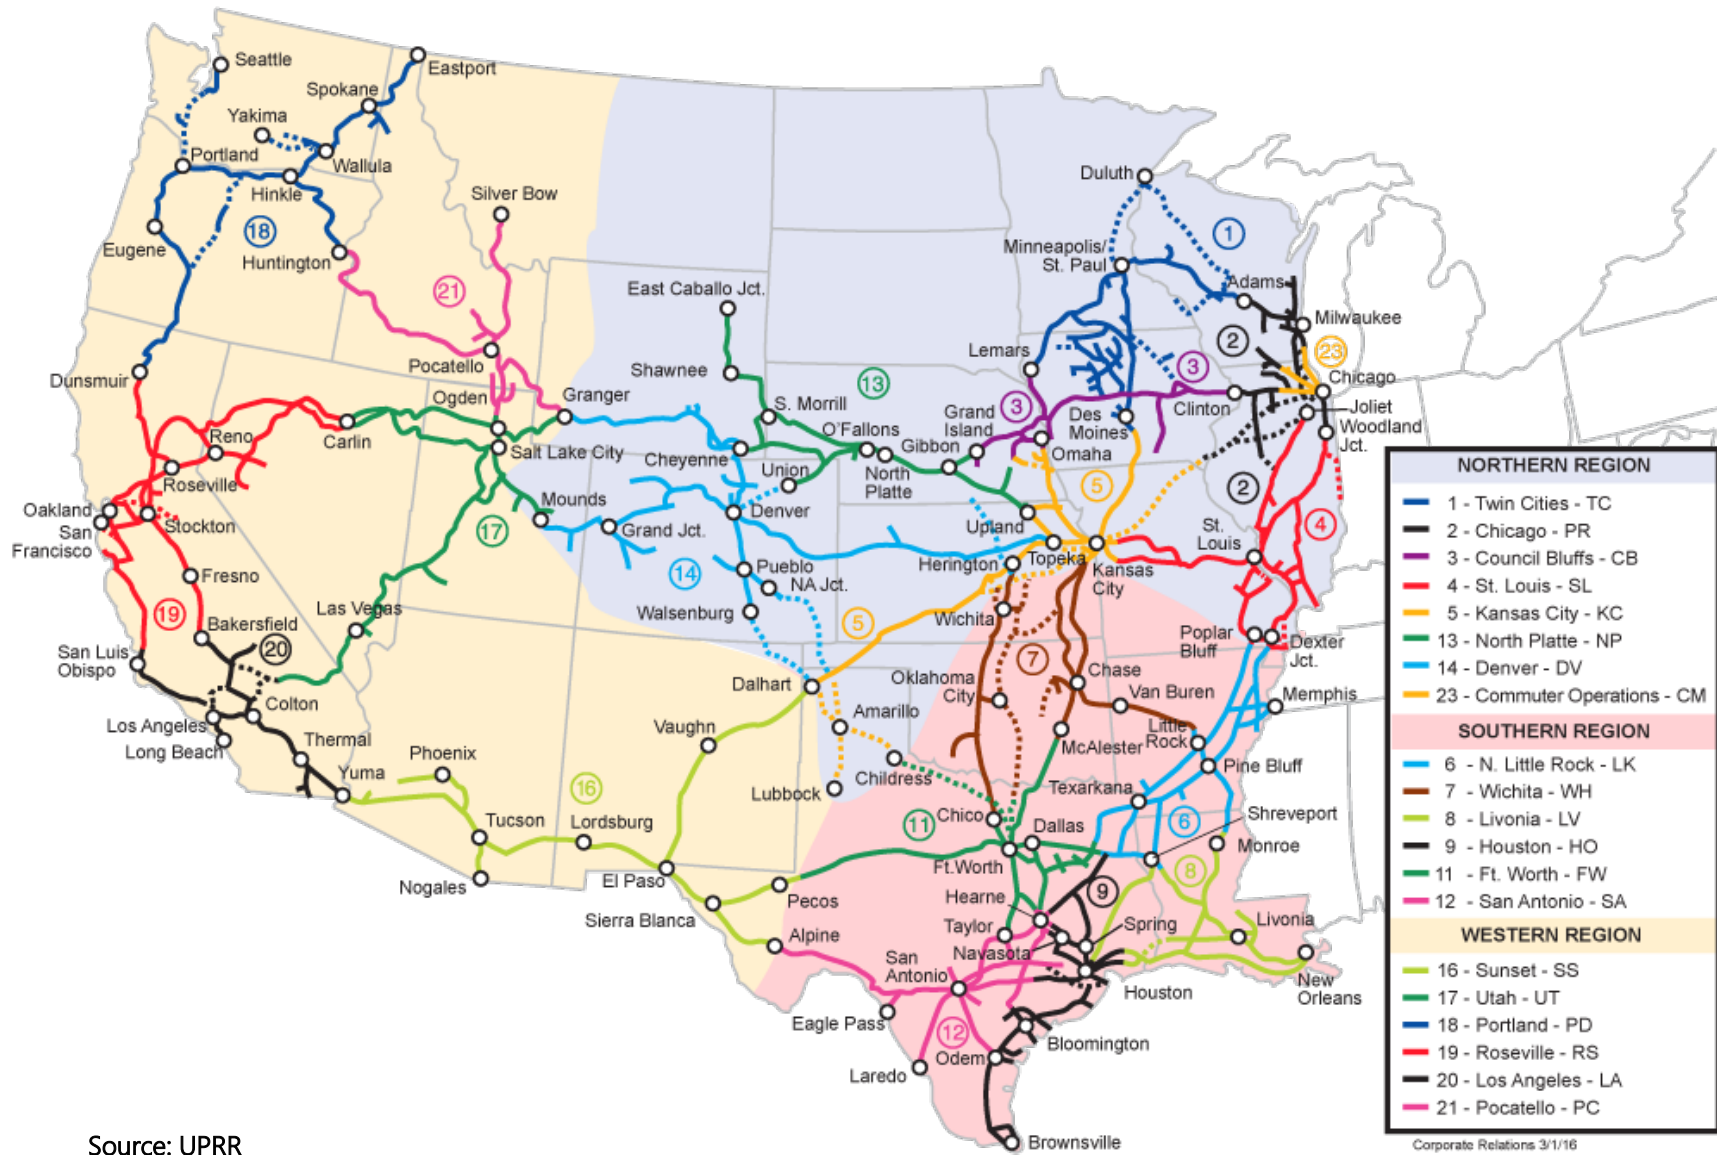 Seattle
Eastport
Spokane
Yakima
Portland
Wallula
Hinkle
Silver Bow
Duluth
18
1
Eugene
Huntington
Minneapolis/
St. Paul
21
East Caballo Jct.
Adams
Milwaukee
2
23
Lemars
Pocatello
Shawnee
13
3
Chicago
Dunsmuir
Ogden
Granger
S. Morrill
3
Grand
Island
Des
Moines
Clinton
Joliet
Woodland
Jct.
Reno
Carlin
Salt Lake City
O'Fallons
Gibbon
Cheyenne
Union
North
Platte
Omaha
Roseville
5
2
Oakland
San
Francisco
Stockton
Mounds
17
Grand Jct.
Denver
Upland
St.
Louis
4
Fresno
14
Pueblo
NA Jct.
Herington
Topeka
Kansas
City
19
Las Vegas
Walsenburg
5
Wichita
Bakersfield
20
Poplar
Bluff
Dexter
Jct.
San Luis
Obispo
7
Chase
Colton
Dalhart
Oklahoma
City
Van Buren
Memphis
Los Angeles
Long Beach
Vaughn
Amarillo
Little
Rock
Thermal
Phoenix
McAlester
Yuma
16
Childress
Pine Bluff
Lubbock
Texarkana
Tucson
Lordsburg
Chico
11
Dallas
6
Shreveport
Monroe
Nogales
El Paso
Ft.Worth
8
Sierra Blanca
Pecos
Hearne
9
Alpine
Taylor
Spring
Livonia
Navasota
San
Antonio
Houston
New
Orleans
Eagle Pass
12
Bloomington
Laredo
Odem
Brownsville
NORTHERN REGION
1 - Twin Cities - TC
2 - Chicago - PR
3 - Council Bluffs - CB
4 - St. Louis - SL
5 - Kansas City - KC
13 - North Platte - NP
14 - Denver - DV
23 - Commuter Operations - CM
SOUTHERN REGION
6 - N. Little Rock - LK
7 - Wichita - WH
8 - Livonia - LV
9 - Houston - HO
11 - Ft. Worth - FW
12 - San Antonio - SA
WESTERN REGION
16 - Sunset - SS
17 - Utah - UT
18 - Portland - PD
19 - Roseville - RS
20 - Los Angeles - LA
21 - Pocatello - PC
Corporate Relations 3/1/16
Source: UPRR